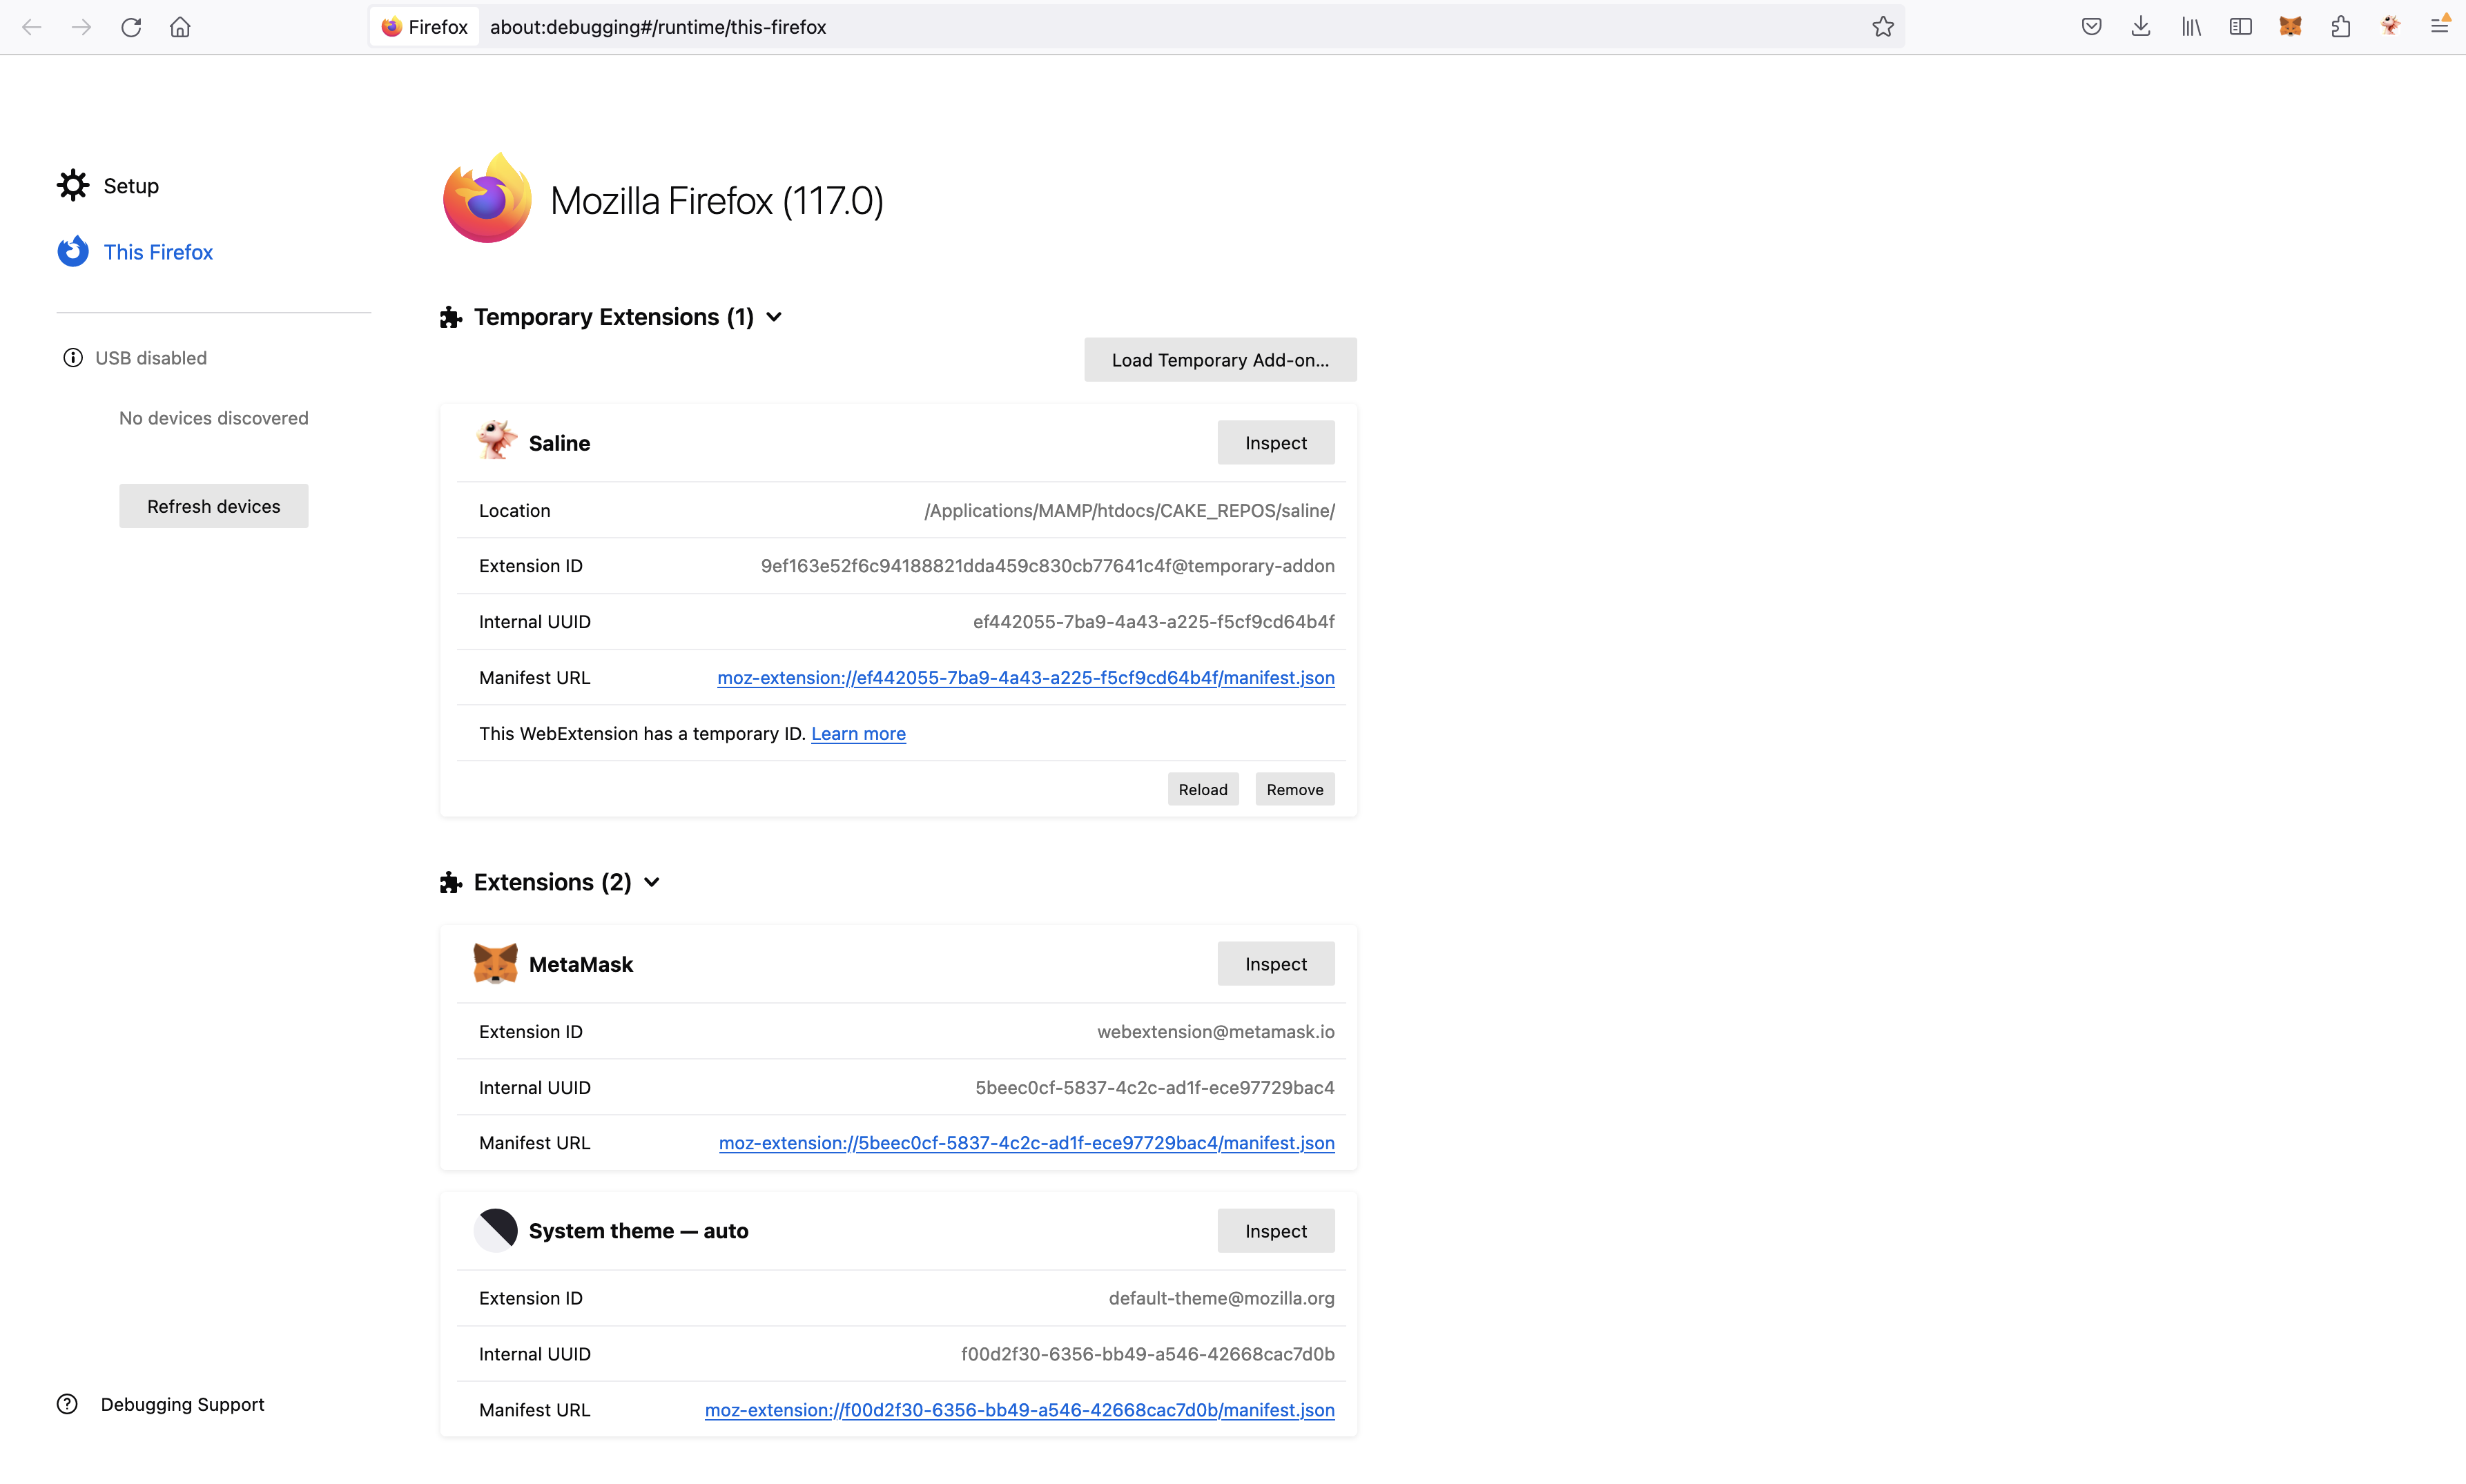 Firefox about:debugging#/runtime/this-firefox
Setup
This Firefox
USB disabled
No devices discovered
Refresh devices
Debugging Support
Mozilla Firefox (117.0)
Temporary Extensions (1)
Load Temporary Add-on...
Saline
Inspect
Location /Applications/MAMP/htdocs/CAKE_REPOS/saline/
Extension ID 9ef163e52f6c94188821dda459c830cb77641c4f@temporary-addon
Internal UUID ef442055-7ba9-4a43-a225-f5cf9cd64b4f
Manifest URL moz-extension://ef442055-7ba9-4a43-a225-f5cf9cd64b4f/manifest.json
This WebExtension has a temporary ID. Learn more
Reload Remove
Extensions (2)
MetaMask
Inspect
Extension ID webextension@metamask.io
Internal UUID 5beec0cf-5837-4c2c-ad1f-ece97729bac4
Manifest URL moz-extension://5beec0cf-5837-4c2c-ad1f-ece97729bac4/manifest.json
System theme — auto
Inspect
Extension ID default-theme@mozilla.org
Internal UUID f00d2f30-6356-bb49-a546-42668cac7d0b
Manifest URL moz-extension://f00d2f30-6356-bb49-a546-42668cac7d0b/manifest.json